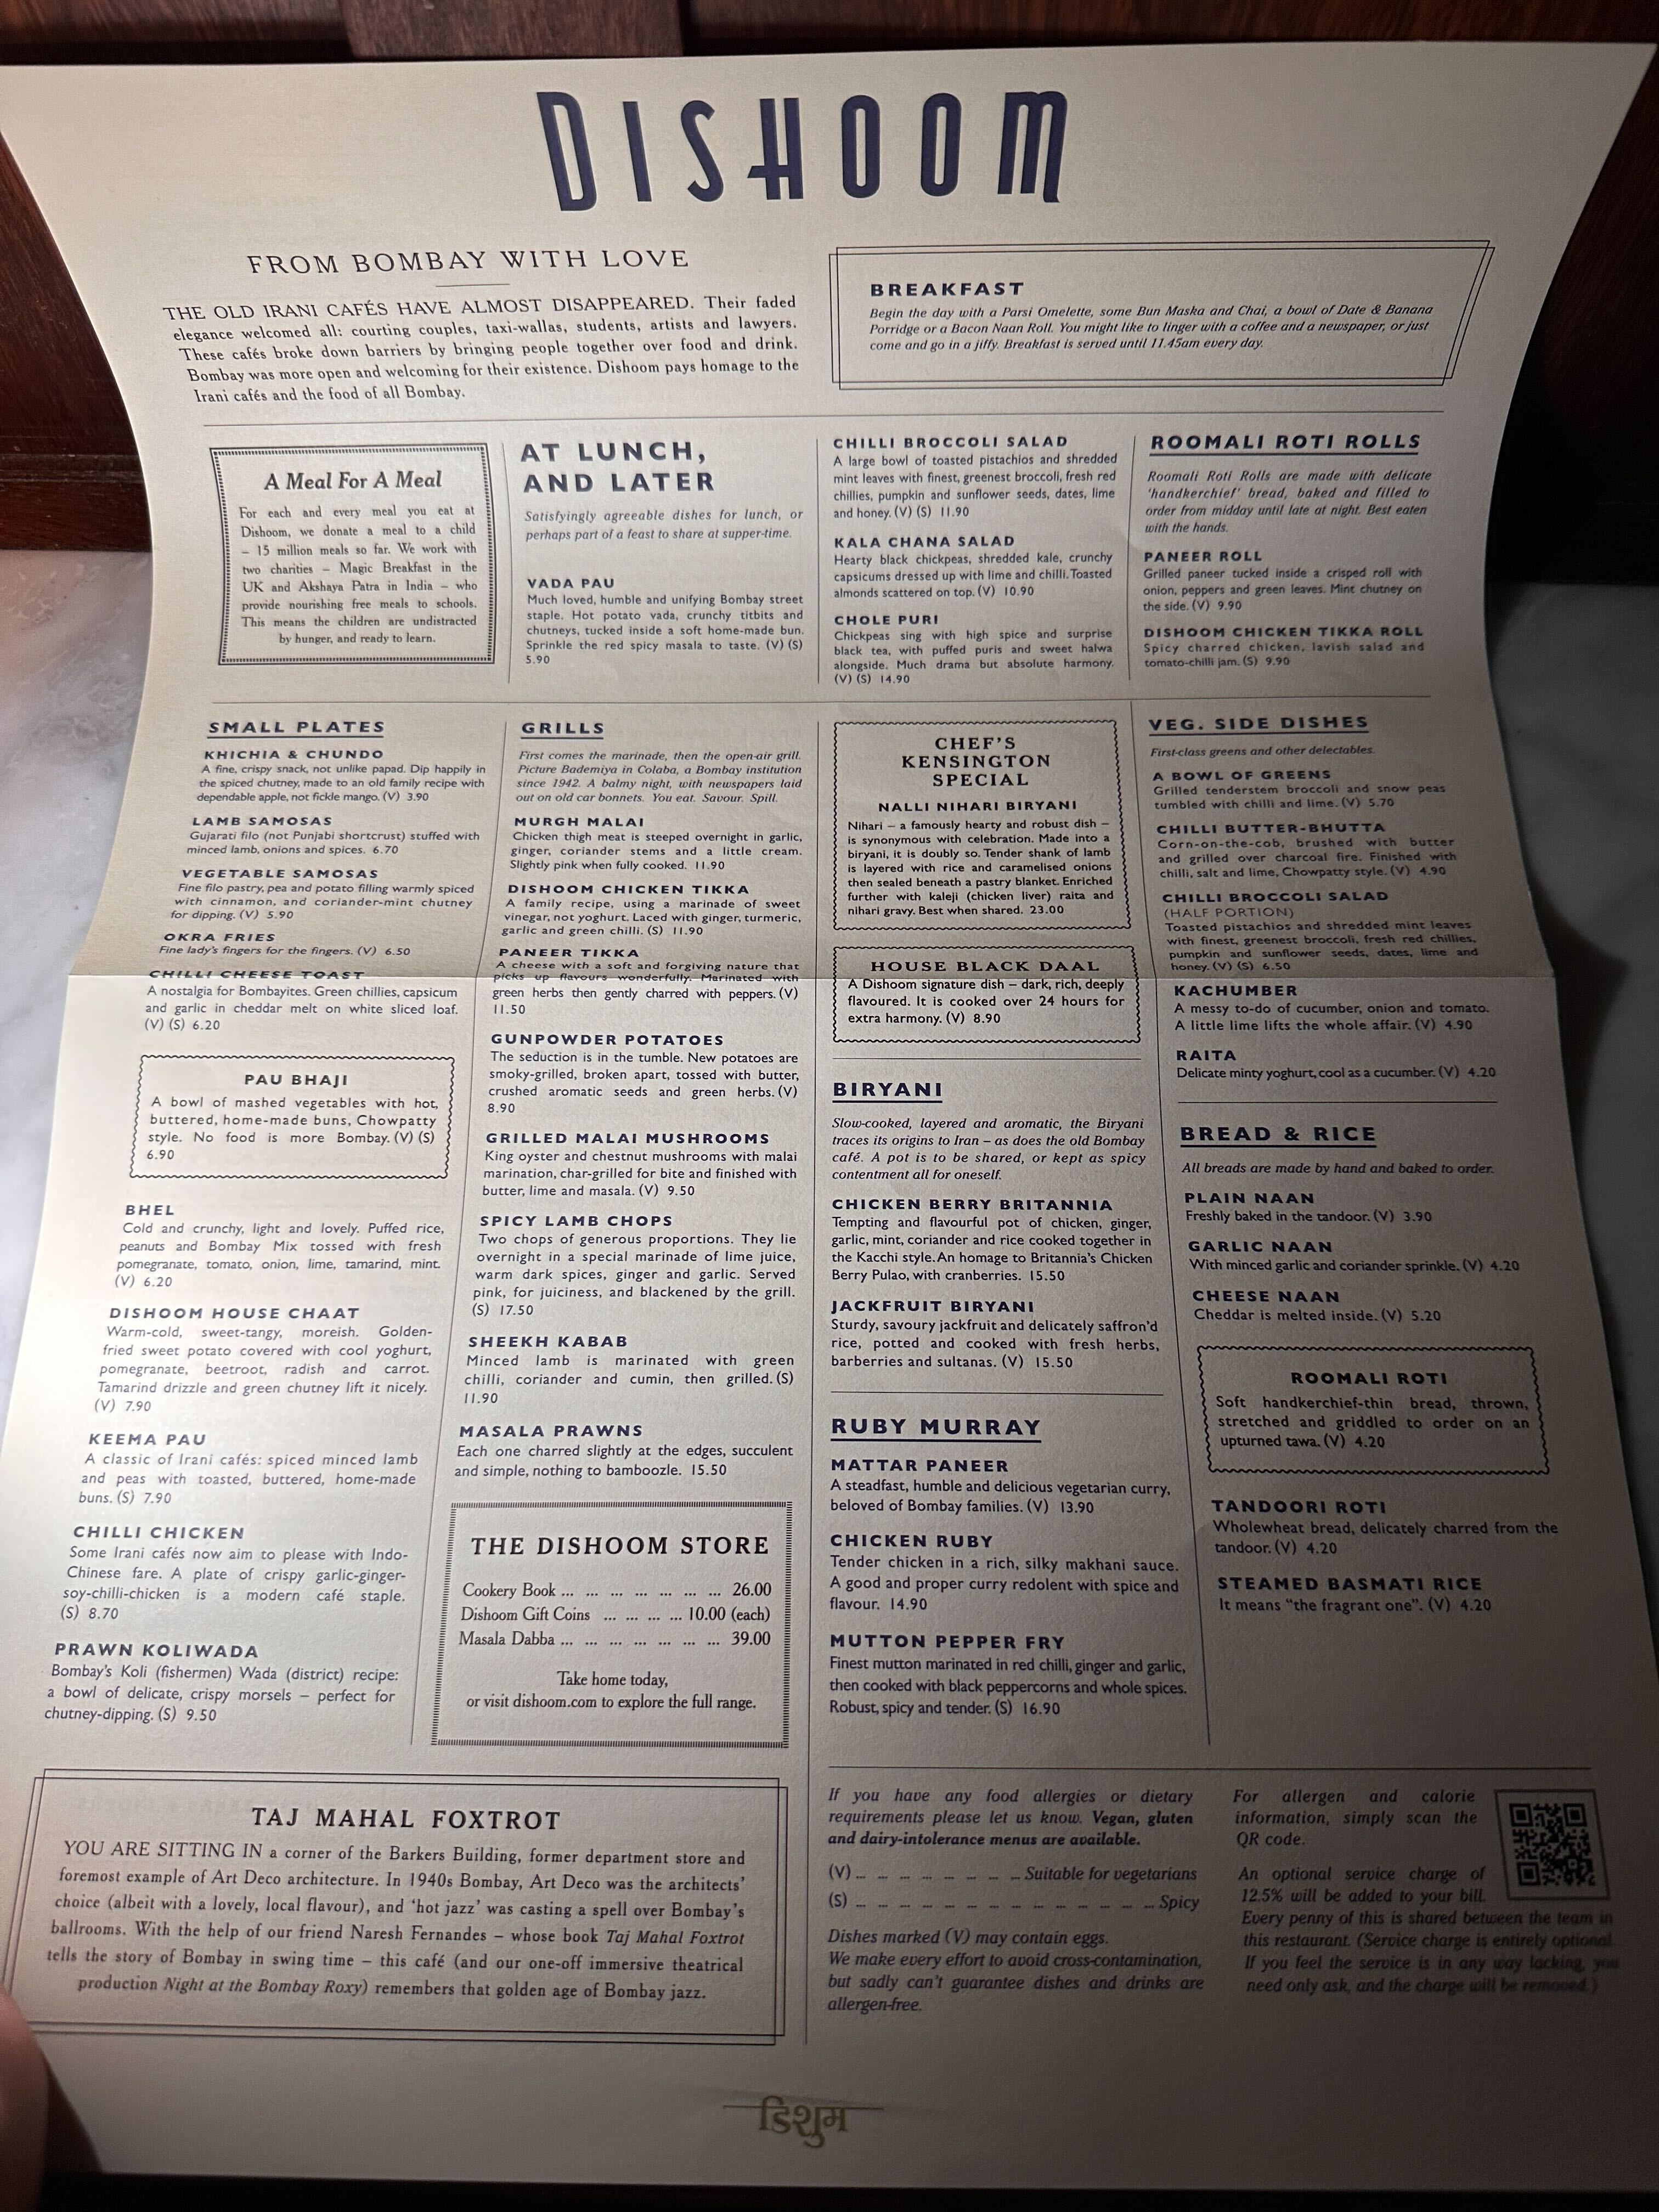 DISHOOM
FROM BOMBAY WITH LOVE
THE OLD IRANI CAFÉS HAVE ALMOST DISAPPEARED. Their faded
elegance welcomed all: courting couples, taxi-wallas, students, artists and lawyers.
These cafés broke down barriers by bringing people together over food and drink.
Bombay was more open and welcoming for their existence. Dishoom pays homage to the
Irani cafés and the food of all Bombay.
BREAKFAST
Begin the day with a Parsi Omelette, some Bun Maska and Chai, a bowl of Date & Banana
Porridge or a Bacon Naan Roll. You might like to linger with a coffee and a newspaper, or just
come and go in a jiffy. Breakfast is served until 11.45am every day.
A Meal For A Meal
For each and every meal you eat at
Dishoom, we donate a meal to a child
– 15 million meals so far. We work with
two charities – Magic Breakfast in the
UK and Akshaya Patra in India – who
provide nourishing free meals to schools.
This means the children are undistracted
by hunger, and ready to learn.
AT LUNCH,
AND LATER
Satisfyingly agreeable dishes for lunch, or
perhaps part of a feast to share at supper-time.
VADA PAU
Much loved, humble and unifying Bombay street
staple. Hot potato vada, crunchy titbits and
chutneys, tucked inside a soft home-made bun.
Sprinkle the red spicy masala to taste. (V) (S)
5.90
CHILLI BROCCOLI SALAD
A large bowl of toasted pistachios and shredded
mint leaves with finest, greenest broccoli, fresh red
chillies, pumpkin and sunflower seeds, dates, lime
and honey. (V) (S) 11.90
KALA CHANA SALAD
Hearty black chickpeas, shredded kale, crunchy
capsicums dressed up with lime and chilli. Toasted
almonds scattered on top. (V) 10.90
CHOLE PURI
Chickpeas sing with high spice and surprise
black tea, with puffed puris and sweet halwa
alongside. Much drama but absolute harmony.
(V) (S) 14.90
ROOMALI ROTI ROLLS
Roomali Roti Rolls are made with delicate
'handkerchief' bread, baked and filled to
order from midday until late at night. Best eaten
with the hands.
PANEER ROLL
Grilled paneer tucked inside a crisped roll with
onion, peppers and green leaves. Mint chutney on
the side. (V) 9.90
DISHOOM CHICKEN TIKKA ROLL
Spicy charred chicken, lavish salad and
tomato-chilli jam. (S) 9.90
SMALL PLATES
KHICHIA & CHUNDO
A fine, crispy snack, not unlike papad. Dip happily in
the spiced chutney, made to an old family recipe with
dependable apple, not fickle mango. (V) 3.90
LAMB SAMOSAS
Gujarati filo (not Punjabi shortcrust) stuffed with
minced lamb, onions and spices. 6.70
VEGETABLE SAMOSAS
Fine filo pastry, pea and potato filling warmly spiced
with cinnamon, and coriander-mint chutney
for dipping. (V) 5.90
OKRA FRIES
Fine lady's fingers for the fingers. (V) 6.50
CHILLI CHEESE TOAST
A nostalgia for Bombayites. Green chillies, capsicum
and garlic in cheddar melt on white sliced loaf.
(V) (S) 6.20
PAU BHAJI
A bowl of mashed vegetables with hot,
buttered, home-made buns, Chowpatty
style. No food is more Bombay. (V) (S)
6.90
BHEL
Cold and crunchy, light and lovely. Puffed rice,
peanuts and Bombay Mix tossed with fresh
pomegranate, tomato, onion, lime, tamarind, mint.
(V) 6.20
DISHOOM HOUSE CHAAT
Warm-cold, sweet-tangy, moreish. Golden-
fried sweet potato covered with cool yoghurt,
pomegranate, beetroot, radish and carrot.
Tamarind drizzle and green chutney lift it nicely.
(V) 7.90
KEEMA PAU
A classic of Irani cafés: spiced minced lamb
and peas with toasted, buttered, home-made
buns. (S) 7.90
CHILLI CHICKEN
Some Irani cafés now aim to please with Indo-
Chinese fare. A plate of crispy garlic-ginger-
soy-chilli-chicken is a modern café staple.
(S) 8.70
PRAWN KOLIWADA
Bombay's Koli (fishermen) Wada (district) recipe:
a bowl of delicate, crispy morsels – perfect for
chutney-dipping. (S) 9.50
GRILLS
First comes the marinade, then the open-air grill.
Picture Bademiya in Colaba, a Bombay institution
since 1942. A balmy night, with newspapers laid
out on old car bonnets. You eat. Savour. Spill.
MURGH MALAI
Chicken thigh meat is steeped overnight in garlic,
ginger, coriander stems and a little cream.
Slightly pink when fully cooked. 11.90
DISHOOM CHICKEN TIKKA
A family recipe, using a marinade of sweet
vinegar, not yoghurt. Laced with ginger, turmeric,
garlic and green chilli. (S) 11.90
PANEER TIKKA
A cheese with a soft and forgiving nature that
picks up flavours wonderfully. Marinated with
green herbs then gently charred with peppers. (V)
11.50
GUNPOWDER POTATOES
The seduction is in the tumble. New potatoes are
smoky-grilled, broken apart, tossed with butter,
crushed aromatic seeds and green herbs. (V)
8.90
GRILLED MALAI MUSHROOMS
King oyster and chestnut mushrooms with malai
marination, char-grilled for bite and finished with
butter, lime and masala. (V) 9.50
SPICY LAMB CHOPS
Two chops of generous proportions. They lie
overnight in a special marinade of lime juice,
warm dark spices, ginger and garlic. Served
pink, for juiciness, and blackened by the grill.
(S) 17.50
SHEEKH KABAB
Minced lamb is marinated with green
chilli, coriander and cumin, then grilled. (S)
11.90
MASALA PRAWNS
Each one charred slightly at the edges, succulent
and simple, nothing to bamboozle. 15.50
THE DISHOOM STORE
Cookery Book ... ... ... ... ... ... ... 26.00
Dishoom Gift Coins ... ... ... ... 10.00 (each)
Masala Dabba ... ... ... ... ... ... ... 39.00
Take home today,
or visit dishoom.com to explore the full range.
CHEF'S
KENSINGTON
SPECIAL
NALLI NIHARI BIRYANI
Nihari – a famously hearty and robust dish –
is synonymous with celebration. Made into a
biryani, it is doubly so. Tender shank of lamb
is layered with rice and caramelised onions
then sealed beneath a pastry blanket. Enriched
further with kaleji (chicken liver) raita and
nihari gravy. Best when shared. 23.00
HOUSE BLACK DAAL
A Dishoom signature dish – dark, rich, deeply
flavoured. It is cooked over 24 hours for
extra harmony. (V) 8.90
BIRYANI
Slow-cooked, layered and aromatic, the Biryani
traces its origins to Iran – as does the old Bombay
café. A pot is to be shared, or kept as spicy
contentment all for oneself.
CHICKEN BERRY BRITANNIA
Tempting and flavourful pot of chicken, ginger,
garlic, mint, coriander and rice cooked together in
the Kacchi style. An homage to Britannia's Chicken
Berry Pulao, with cranberries. 15.50
JACKFRUIT BIRYANI
Sturdy, savoury jackfruit and delicately saffron'd
rice, potted and cooked with fresh herbs,
barberries and sultanas. (V) 15.50
RUBY MURRAY
MATTAR PANEER
A steadfast, humble and delicious vegetarian curry,
beloved of Bombay families. (V) 13.90
CHICKEN RUBY
Tender chicken in a rich, silky makhani sauce.
A good and proper curry redolent with spice and
flavour. 14.90
MUTTON PEPPER FRY
Finest mutton marinated in red chilli, ginger and garlic,
then cooked with black peppercorns and whole spices.
Robust, spicy and tender. (S) 16.90
VEG. SIDE DISHES
First-class greens and other delectables.
A BOWL OF GREENS
Grilled tenderstem broccoli and snow peas
tumbled with chilli and lime. (V) 5.70
CHILLI BUTTER-BHUTTA
Corn-on-the-cob, brushed with butter
and grilled over charcoal fire. Finished with
chilli, salt and lime, Chowpatty style. (V) 4.90
CHILLI BROCCOLI SALAD
(HALF PORTION)
Toasted pistachios and shredded mint leaves
with finest, greenest broccoli, fresh red chillies,
pumpkin and sunflower seeds, dates, lime and
honey. (V) (S) 6.50
KACHUMBER
A messy to-do of cucumber, onion and tomato.
A little lime lifts the whole affair. (V) 4.90
RAITA
Delicate minty yoghurt, cool as a cucumber. (V) 4.20
BREAD & RICE
All breads are made by hand and baked to order.
PLAIN NAAN
Freshly baked in the tandoor. (V) 3.90
GARLIC NAAN
With minced garlic and coriander sprinkle. (V) 4.20
CHEESE NAAN
Cheddar is melted inside. (V) 5.20
ROOMALI ROTI
Soft handkerchief-thin bread, thrown,
stretched and griddled to order on an
upturned tawa. (V) 4.20
TANDOORI ROTI
Wholewheat bread, delicately charred from the
tandoor. (V) 4.20
STEAMED BASMATI RICE
It means "the fragrant one". (V) 4.20
TAJ MAHAL FOXTROT
YOU ARE SITTING IN a corner of the Barkers Building, former department store and
foremost example of Art Deco architecture. In 1940s Bombay, Art Deco was the architects'
choice (albeit with a lovely, local flavour), and 'hot jazz' was casting a spell over Bombay's
ballrooms. With the help of our friend Naresh Fernandes – whose book Taj Mahal Foxtrot
tells the story of Bombay in swing time – this café (and our one-off immersive theatrical
production Night at the Bombay Roxy) remembers that golden age of Bombay jazz.
If you have any food allergies or dietary
requirements please let us know. Vegan, gluten
and dairy-intolerance menus are available.
(V) ... ... ... ... ... ... ... Suitable for vegetarians
(S) ... ... ... ... ... ... ... ... ... ... ... ... Spicy
Dishes marked (V) may contain eggs.
We make every effort to avoid cross-contamination,
but sadly can't guarantee dishes and drinks are
allergen-free.
For allergen and calorie
information, simply scan the
QR code.
An optional service charge of
12.5% will be added to your bill.
Every penny of this is shared between the team in
this restaurant. (Service charge is entirely optional.
If you feel the service is in any way lacking, you
need only ask, and the charge will be removed.)
डिशुम